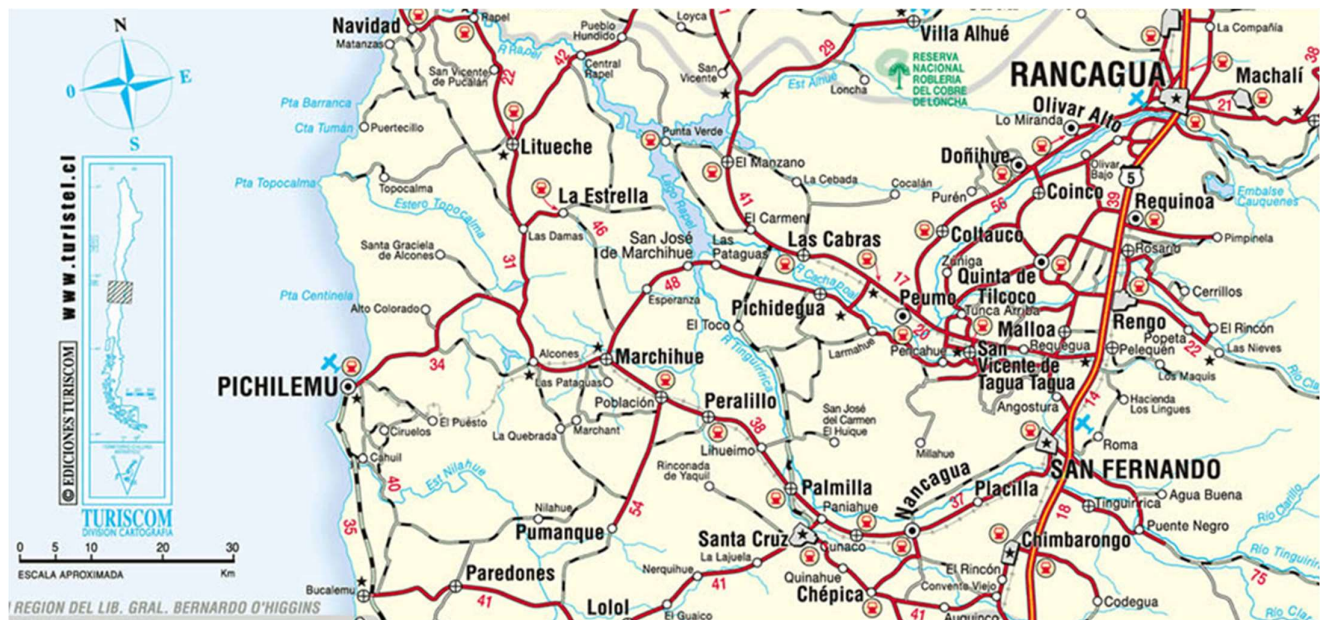 N
O
E
S
www.turistel.cl
© EDICIONES TURISCOM
TURISCOM
DIVISION CARTOGRAFIA
0 5 10 20 30
ESCALA APROXIMADA
Km
REGION DEL LIB. GRAL. BERNARDO O'HIGGINS
Navidad
Matanzas
Rapel
R Rapel
San Vicente
de Pucalán
22
42
Pueblo
Hundido
Central
Rapel
Loyca
San
Vicente
29
Villa Alhué
Est Alhué
Loncha
RESERVA
NACIONAL
ROBLERIA
DEL COBRE
DE LONCHA
RANCAGUA
La Compañía
Machalí
38
21
Olivar Alto
Lo Miranda
Pta Barranca
Cta Tumán
Puertecillo
Litueche
Punta Verde
El Manzano
Doñihue
Olivar
Bajo
5
Pta Topocalma
Topocalma
Estero Topocalma
La Estrella
Lago Rapel
41
La Cebada
Cocalán
Purén
56
Coinco
39
Requinoa
Embalse
Cauquenes
46
El Carmen
Las Damas
San José
de Marchihue
Las
Pataguas
Las Cabras
Coltauco
Rosario
Pimpinela
Santa Graciela
de Alcones
31
Zúñiga
Quinta de
Tilcoco
R Cachapoal
17
Pta Centinela
Alto Colorado
48
Esperanza
Pichidegua
Peumo
Tunca Arriba
Cerrillos
Rengo
El Toco
R Tinguiririca
Larmahue
20
Malloa
Popeta
El Rincón
34
Alcones
Marchihue
Pencahue
San
Vicente de
Tagua Tagua
Requegua
Pelequén
22
Las Nieves
PICHILEMU
Las Pataguas
Población
Peralillo
Los Maquis
Angostura
14
Hacienda
Los Lingues
El Puesto
Ciruelos
La Quebrada
Marchant
38
San José
del Carmen
El Huique
Lihueimo
Millahue
Roma
Cahuil
Est Nilahue
40
Rinconada
de Yaquil
SAN FERNANDO
Nancagua
Placilla
37
Palmilla
Paniahue
Agua Buena
Tinguiririca
Río Clarillo
35
Nilahue
54
Pumanque
18
Puente Negro
Santa Cruz
Cunaco
Chimbarongo
Río Tinguiririca
La Lajuela
Quinahue
El Rincón
75
Bucalemu
Paredones
41
Nerquihue
41
Chépica
Convento Viejo
Codegua
Lolol
El Guaico
41
Auquinco